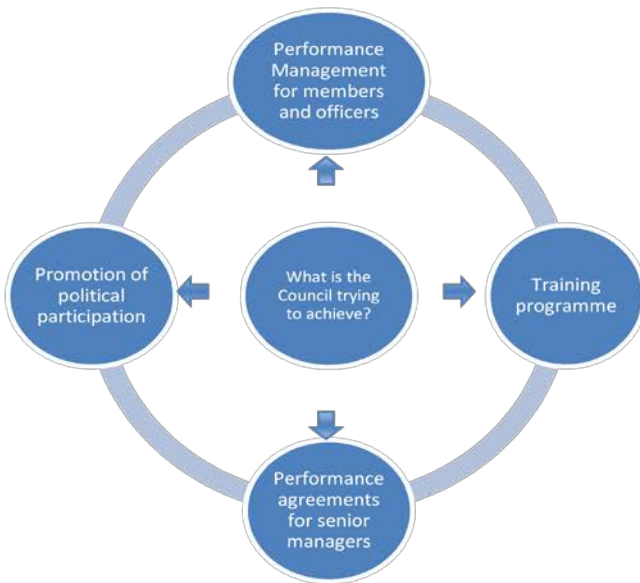 Performance
Management
for members
and officers
Promotion of
political
participation
What is the
Council trying
to achieve?
Training
programme
Performance
agreements
for senior
managers